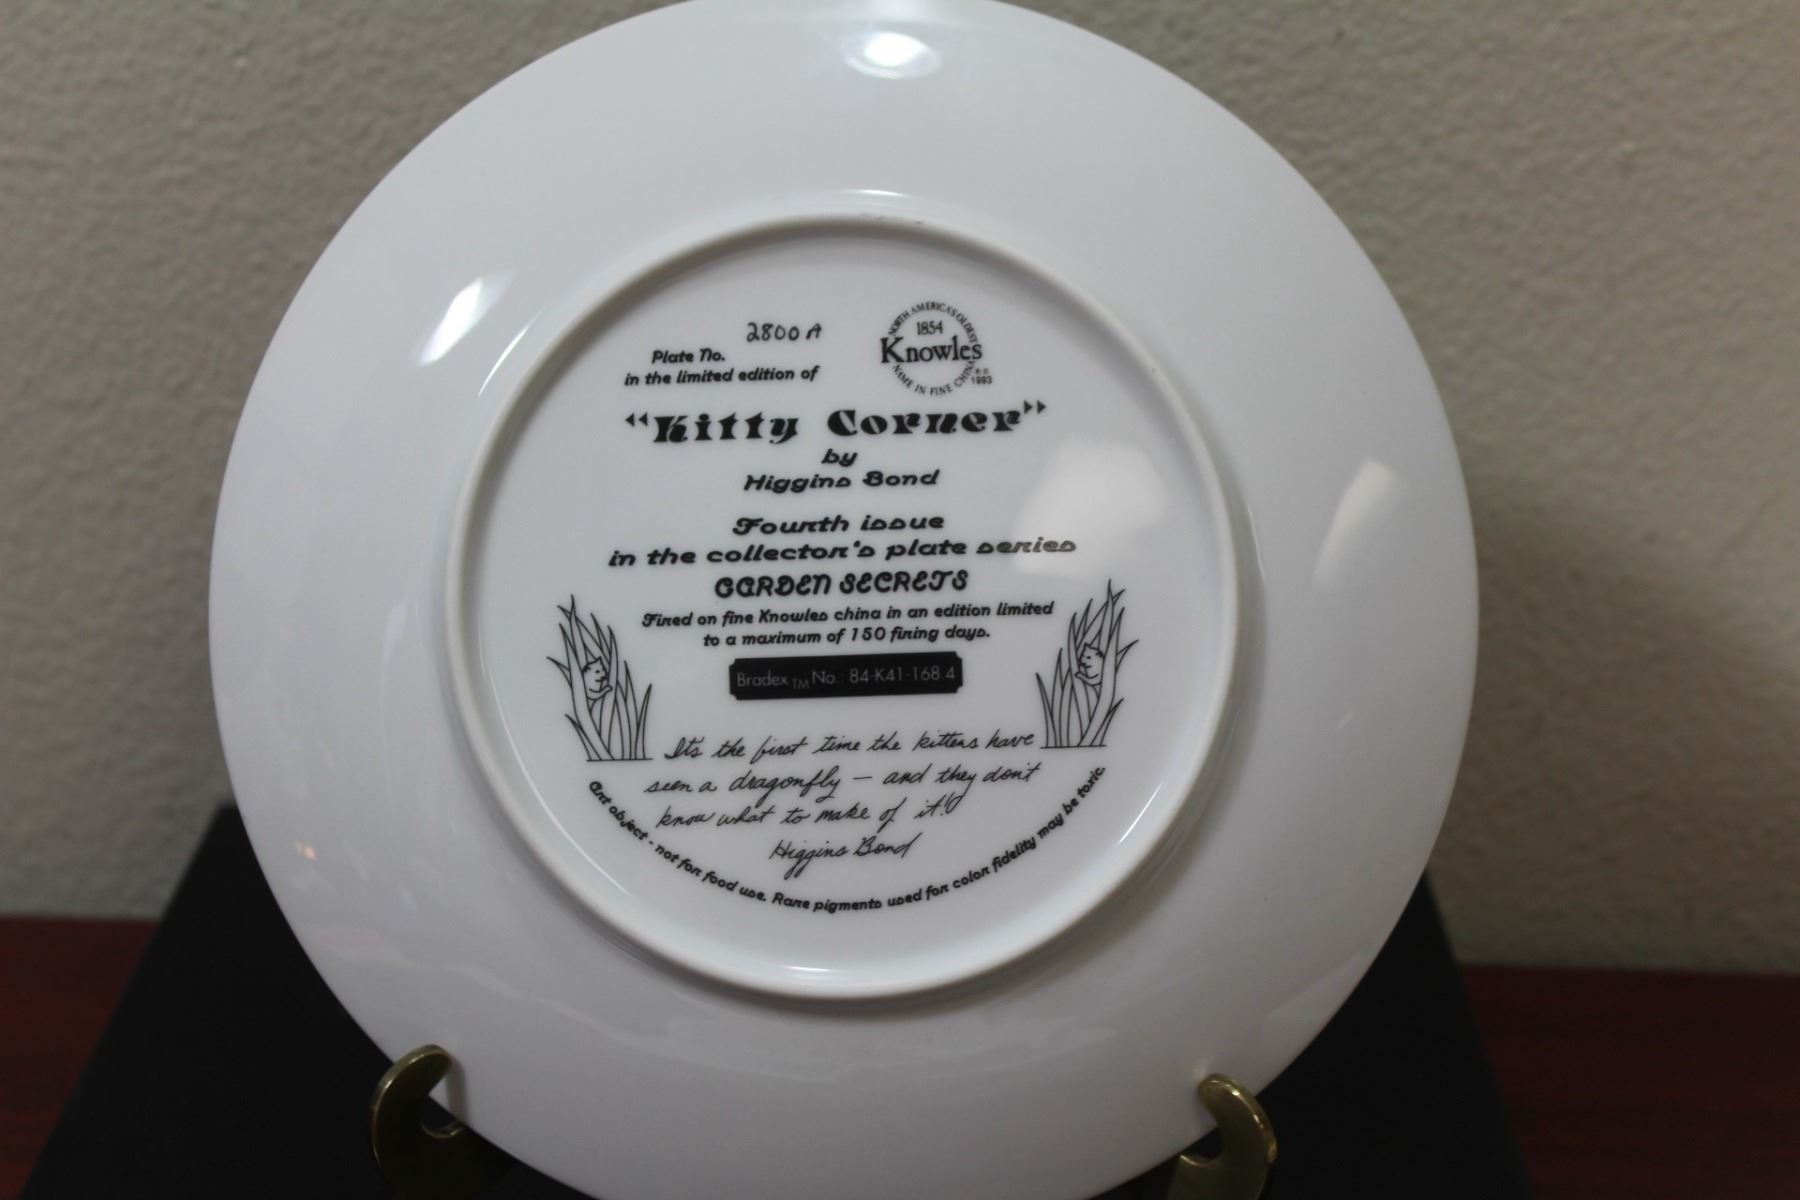 2800A
Plate No.
in the limited edition of
NORTH AMERICA'S OLDEST
1854
Knowles
NAME IN FINE CHINA
® ©
1993
"Kitty Corner"
by
Higgins Bond
Fourth issue
in the collector's plate series
GARDEN SECRETS
Fired on fine Knowles china in an edition limited
to a maximum of 150 firing days.
Bradex TM No.: 84-K41-168.4
It's the first time the kittens have
seen a dragonfly — and they don't
know what to make of it!
Higgins Bond
Art object - not for food use. Rare pigments used for color fidelity may be toxic.